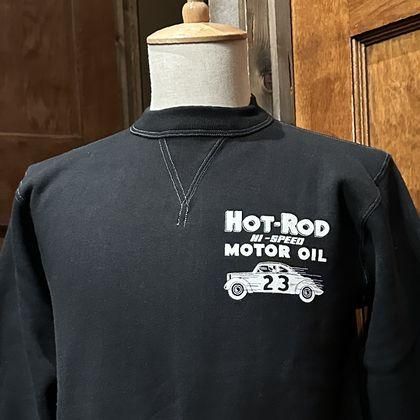 HOT-ROD
HI-SPEED
MOTOR OIL
23